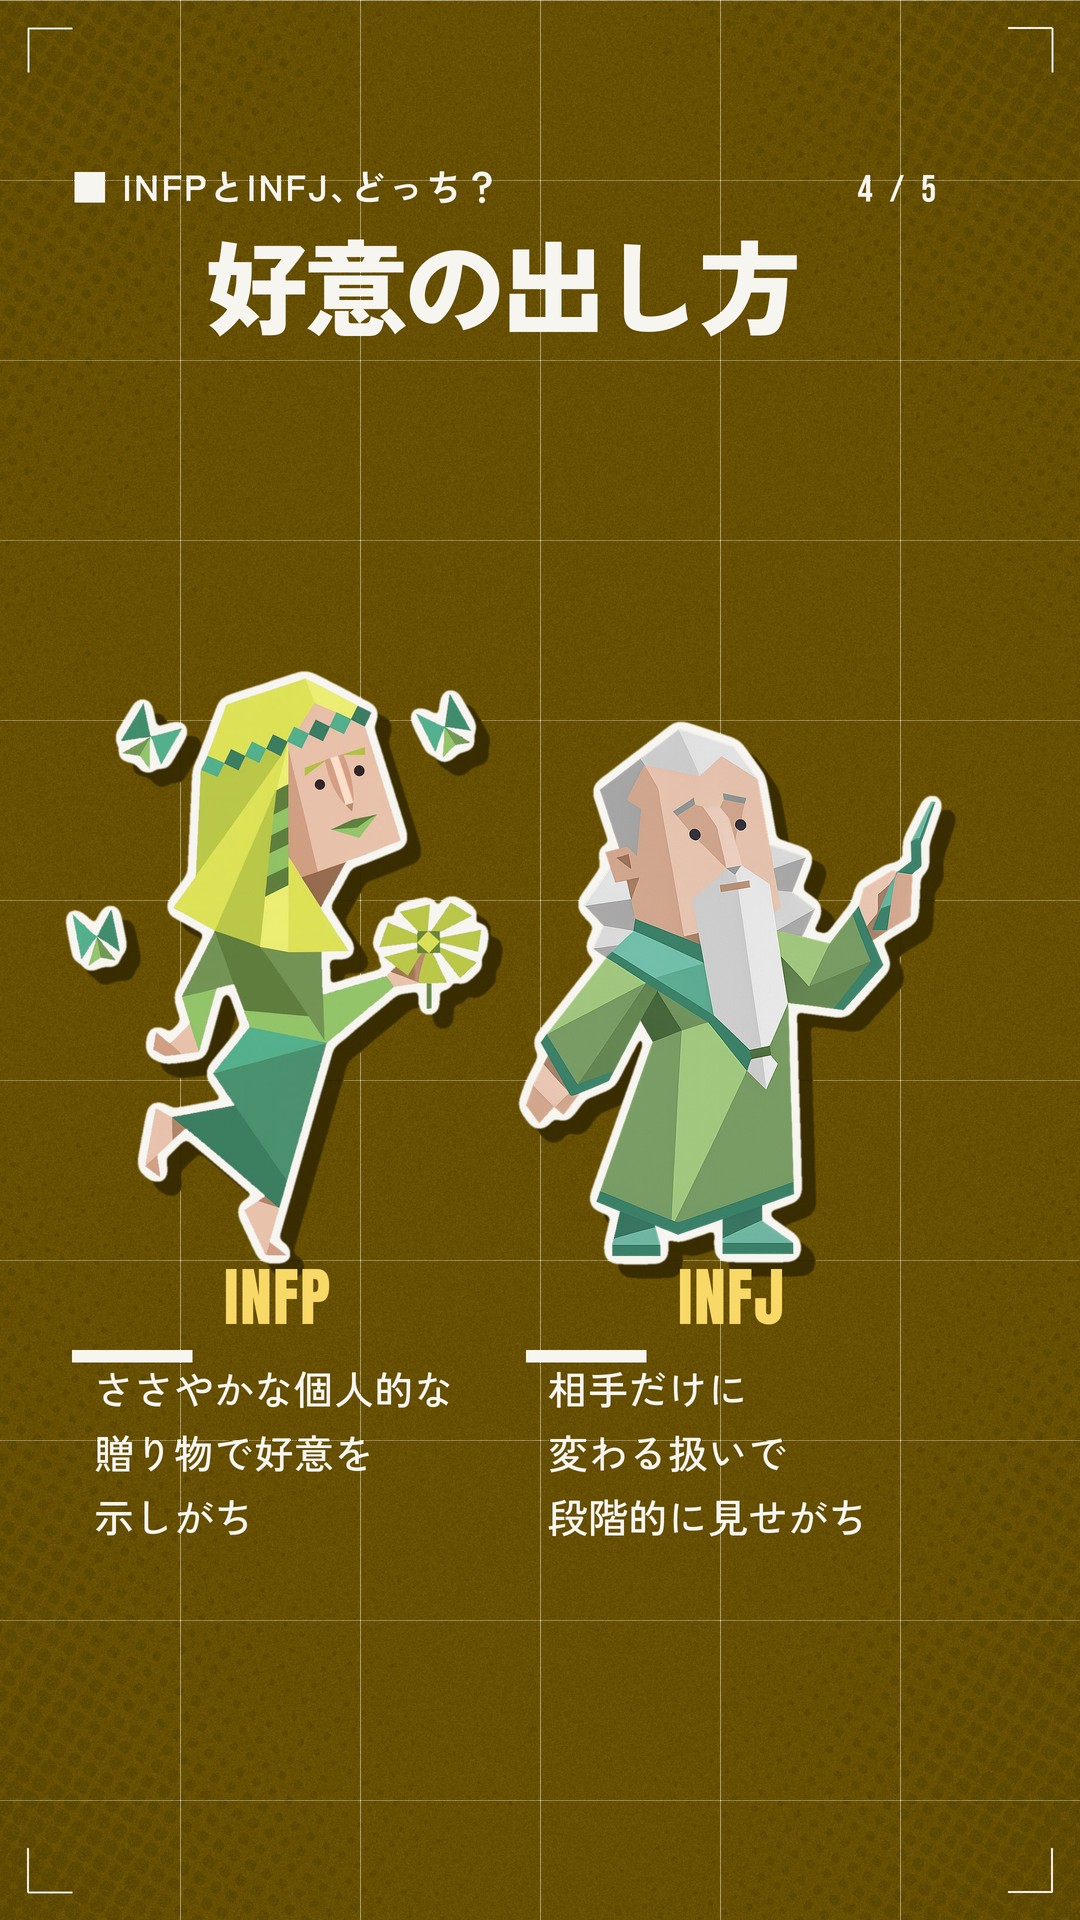 INFPとINFJ、どっち？
4 / 5
好意の出し方
INFP
ささやかな個人的な
贈り物で好意を
示しがち
INFJ
相手だけに
変わる扱いで
段階的に見せがち